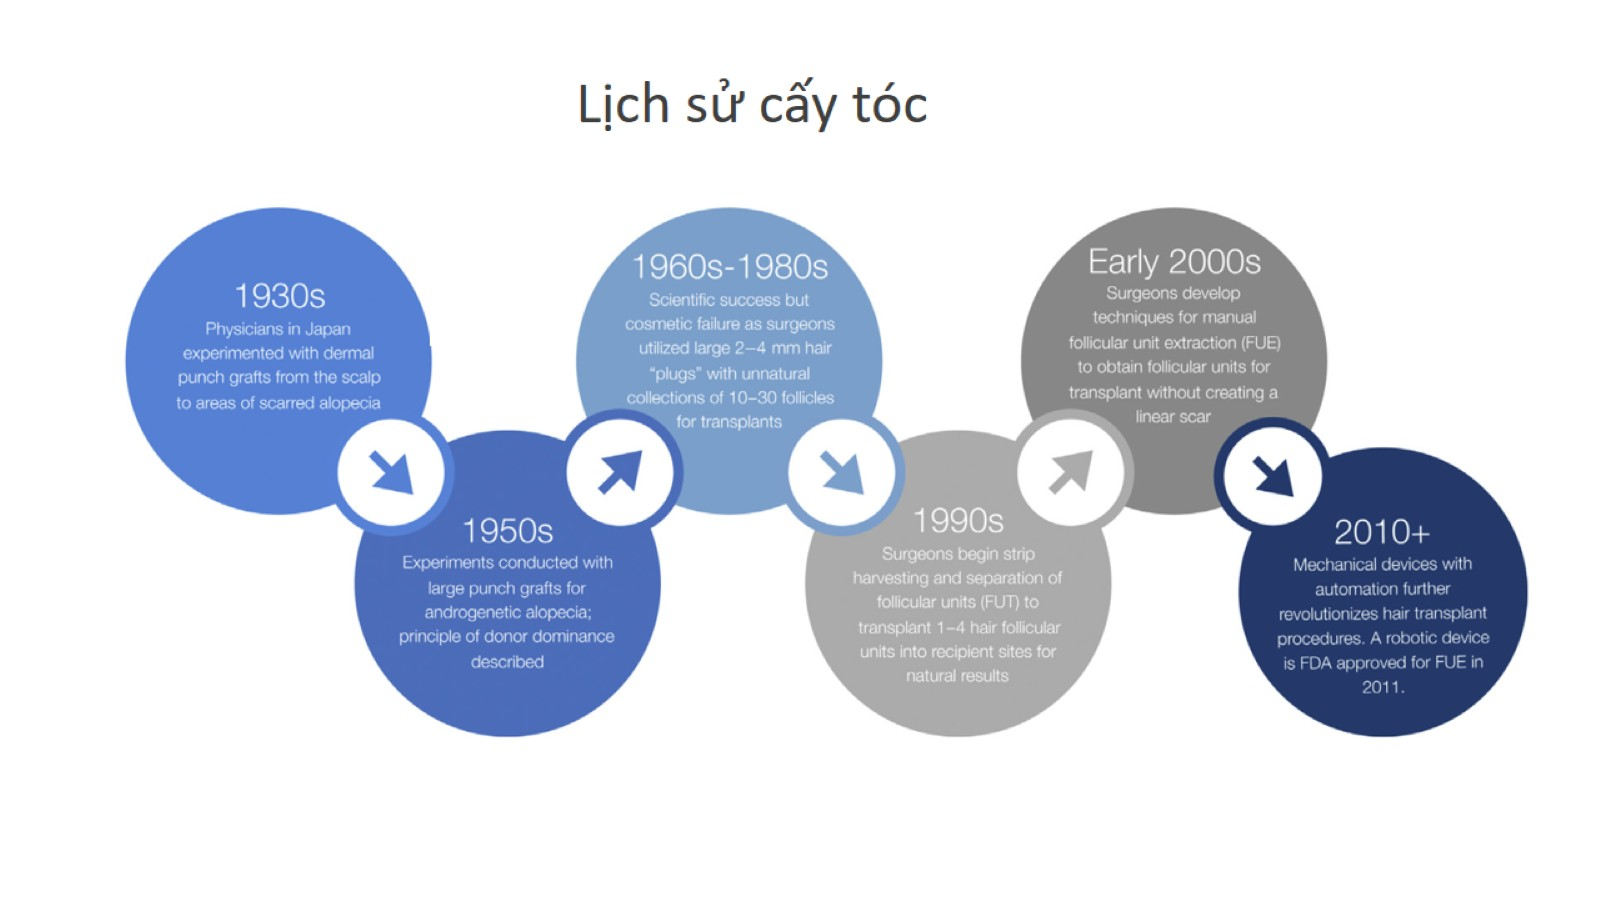 Lịch sử cấy tóc
1930s
Physicians in Japan
experimented with dermal
punch grafts from the scalp
to areas of scarred alopecia
1950s
Experiments conducted with
large punch grafts for
androgenetic alopecia;
principle of donor dominance
described
1960s-1980s
Scientific success but
cosmetic failure as surgeons
utilized large 2–4 mm hair
“plugs” with unnatural
collections of 10–30 follicles
for transplants
1990s
Surgeons begin strip
harvesting and separation of
follicular units (FUT) to
transplant 1–4 hair follicular
units into recipient sites for
natural results
Early 2000s
Surgeons develop
techniques for manual
follicular unit extraction (FUE)
to obtain follicular units for
transplant without creating a
linear scar
2010+
Mechanical devices with
automation further
revolutionizes hair transplant
procedures. A robotic device
is FDA approved for FUE in
2011.